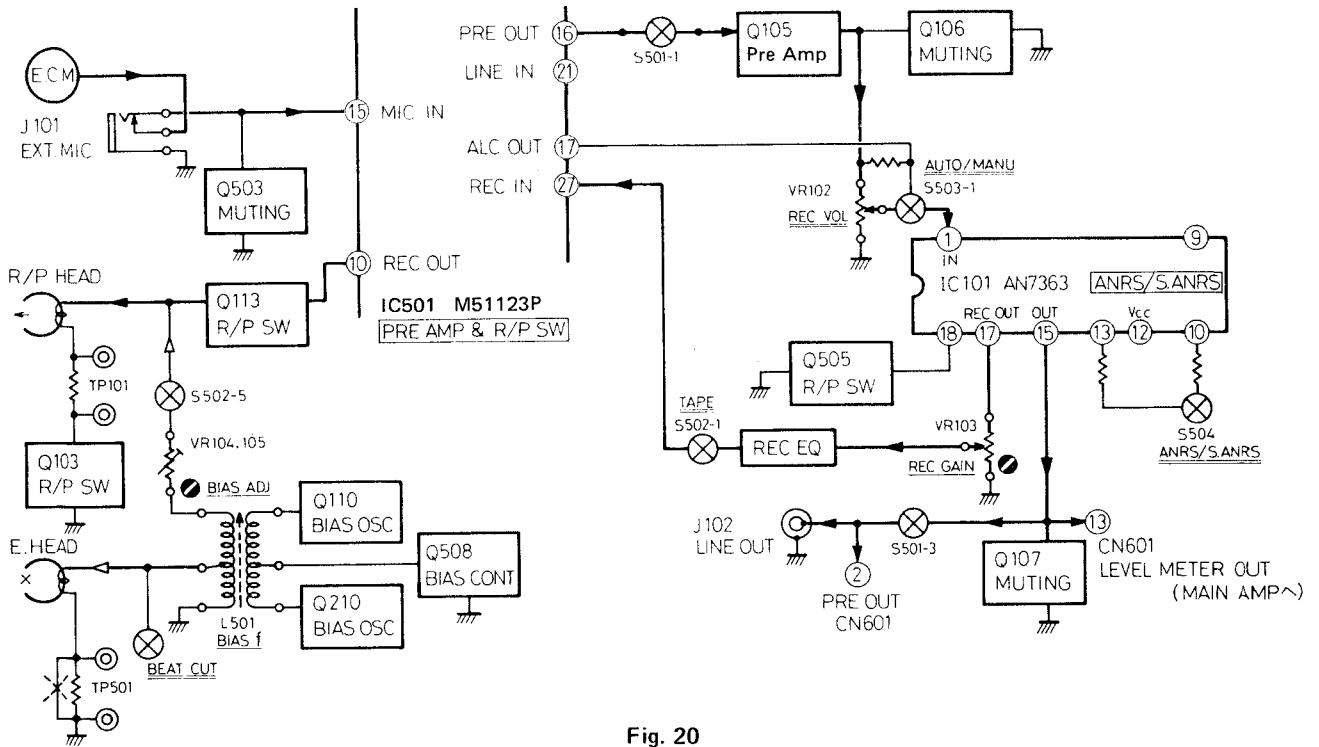 ECM
J101
EXT. MIC
Q503
MUTING
15 MIC IN
10 REC OUT
IC501 M51123P
PRE AMP & R/P SW
R/P HEAD
Q113
R/P SW
TP101
S502-5
VR104.105
BIAS ADJ
Q103
R/P SW
E.HEAD
Q110
BIAS OSC
Q508
BIAS CONT
Q210
BIAS OSC
L501
BIAS f
BEAT CUT
TP501
PRE OUT 16
S501-1
Q105
Pre Amp
Q106
MUTING
LINE IN 21
ALC OUT 17
REC IN 27
AUTO/MANU
S503-1
VR102
REC VOL
1
IN
9
IC101 AN7363 ANRS/S.ANRS
REC OUT OUT Vcc
18 17 15 13 12 10
Q505
R/P SW
TAPE
S502-1
REC EQ
VR103
REC GAIN
S504
ANRS/S.ANRS
J102
LINE OUT
S501-3
2
PRE OUT
CN601
Q107
MUTING
13
CN601
LEVEL METER OUT
(MAIN AMPへ)
Fig. 20